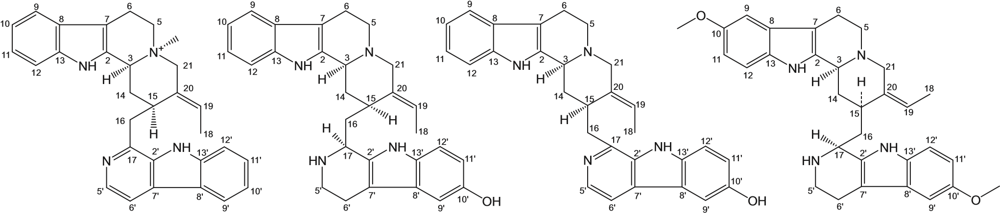 9 8 7 6 5 10 11 12 13 NH 2 3 N+ H 21 14 15 20 19 18 16 H N 17 2' NH 13' 12' 11' 10' 9' 8' 7' 6' 5'
9 8 7 6 5 10 11 12 13 NH 2 3 N H 21 14 15 20 19 18 16 H H HN 17 2' NH 13' 12' 11' 10' OH 9' 8' 7' 6' 5'
9 8 7 6 5 10 11 12 13 NH 2 3 N H 21 14 15 20 19 18 16 H N 17 2' NH 13' 12' 11' 10' OH 9' 8' 7' 6' 5'
O 9 8 7 6 5 10 11 12 13 NH 2 3 N H H 21 14 15 20 19 18 16 H HN 17 2' NH 13' 12' 11' 10' O 9' 8' 7' 6' 5'